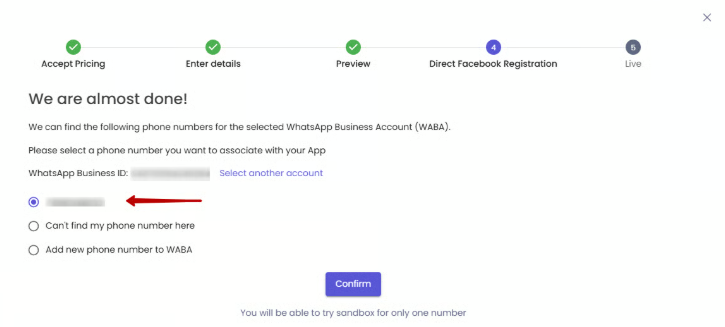 4
5
Accept Pricing
Enter details
Preview
Direct Facebook Registration
Live
We are almost done!
We can find the following phone numbers for the selected WhatsApp Business Account (WABA).
Please select a phone number you want to associate with your App
WhatsApp Business ID: Select another account
Can't find my phone number here
Add new phone number to WABA
Confirm
You will be able to try sandbox for only one number